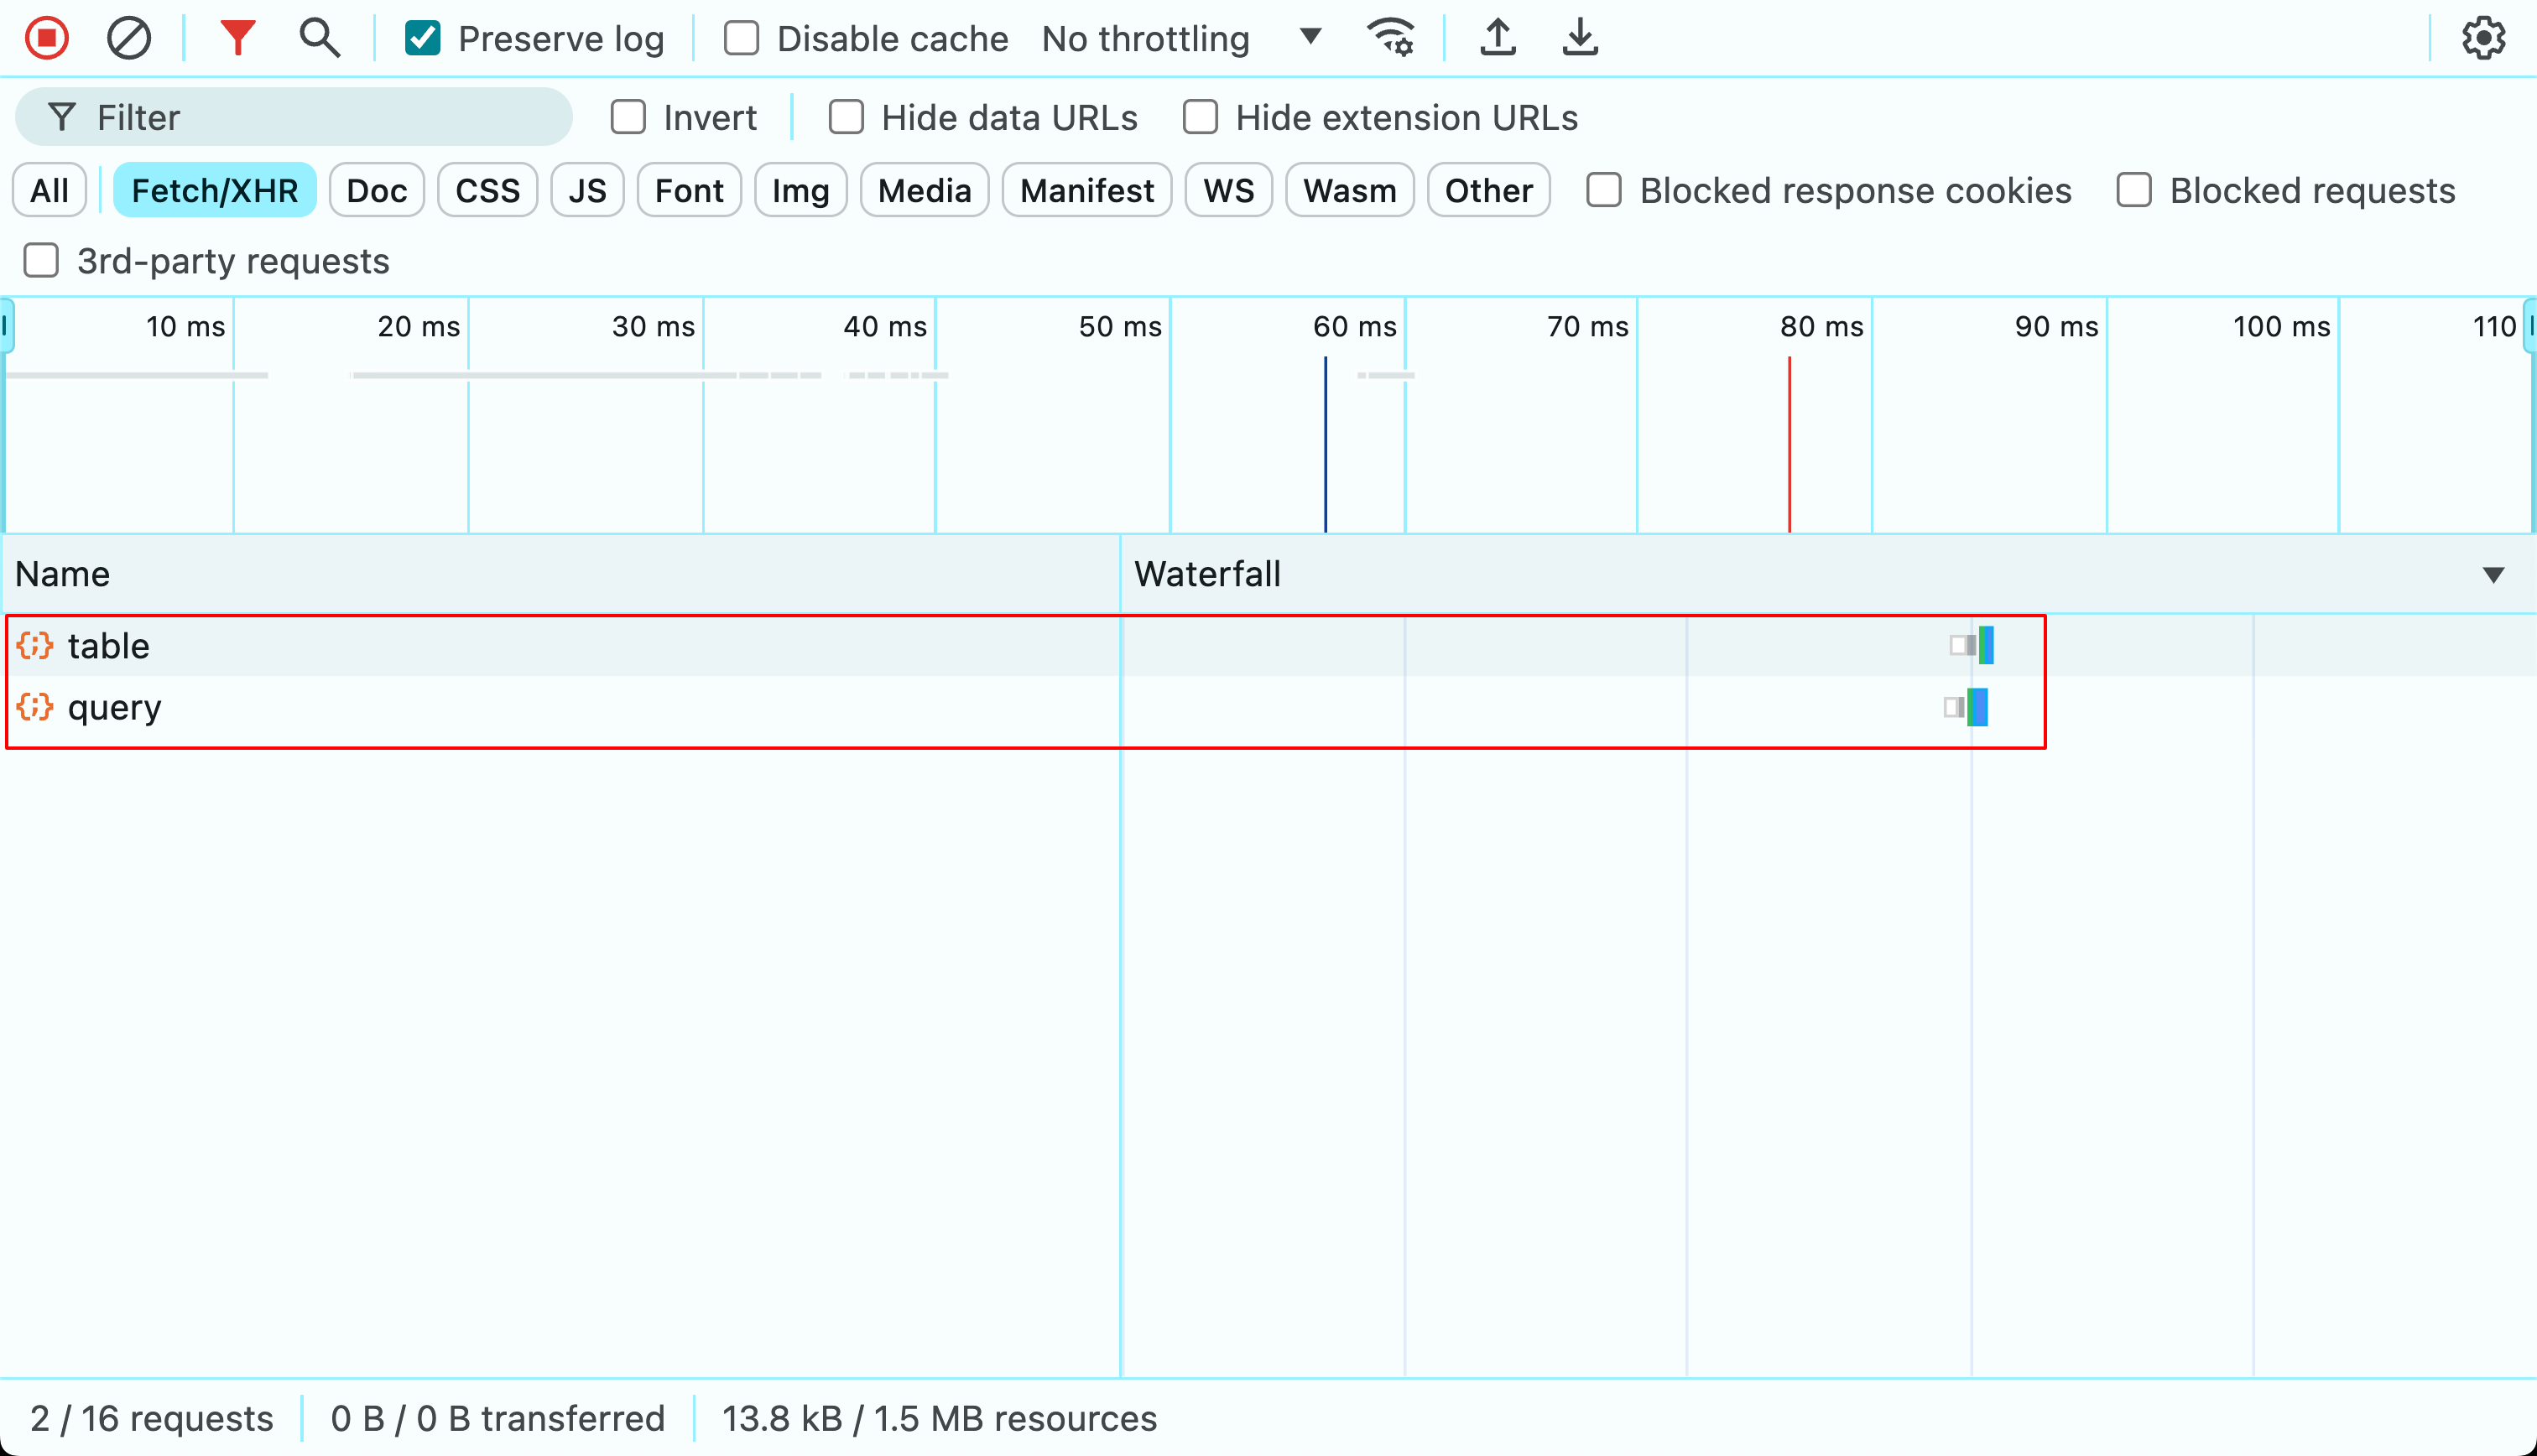 Preserve log Disable cache No throttling
Filter Invert Hide data URLs Hide extension URLs
All Fetch/XHR Doc CSS JS Font Img Media Manifest WS Wasm Other Blocked response cookies Blocked requests
3rd-party requests
10 ms 20 ms 30 ms 40 ms 50 ms 60 ms 70 ms 80 ms 90 ms 100 ms 110
Name Waterfall
table
query
2 / 16 requests 0 B / 0 B transferred 13.8 kB / 1.5 MB resources